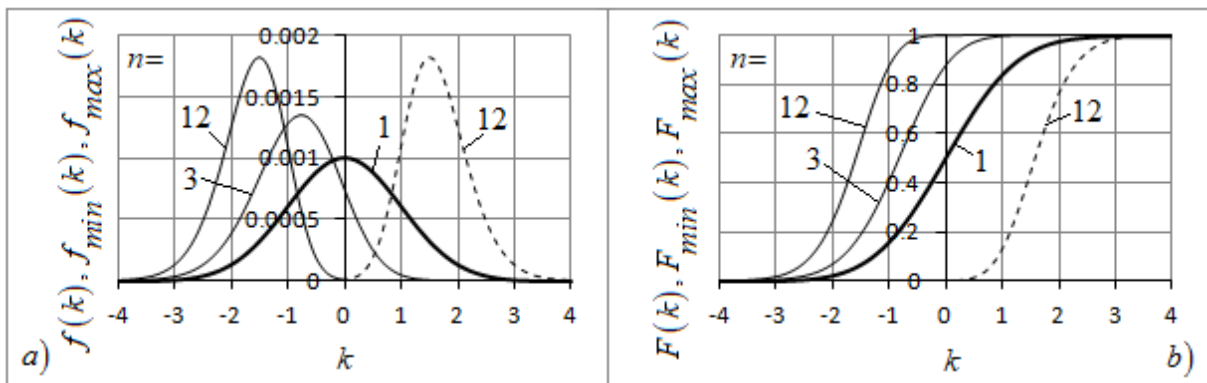 f(k), f_min(k), f_max(k)
0.002
0.0015
0.001
0.0005
0
n=
12
3
1
12
-4 -3 -2 -1 0 1 2 3 4
a)
k
F(k), F_min(k), F_max(k)
1
0.8
0.6
0.4
0.2
0
n=
12
3
1
12
-4 -3 -2 -1 0 1 2 3 4
k
b)